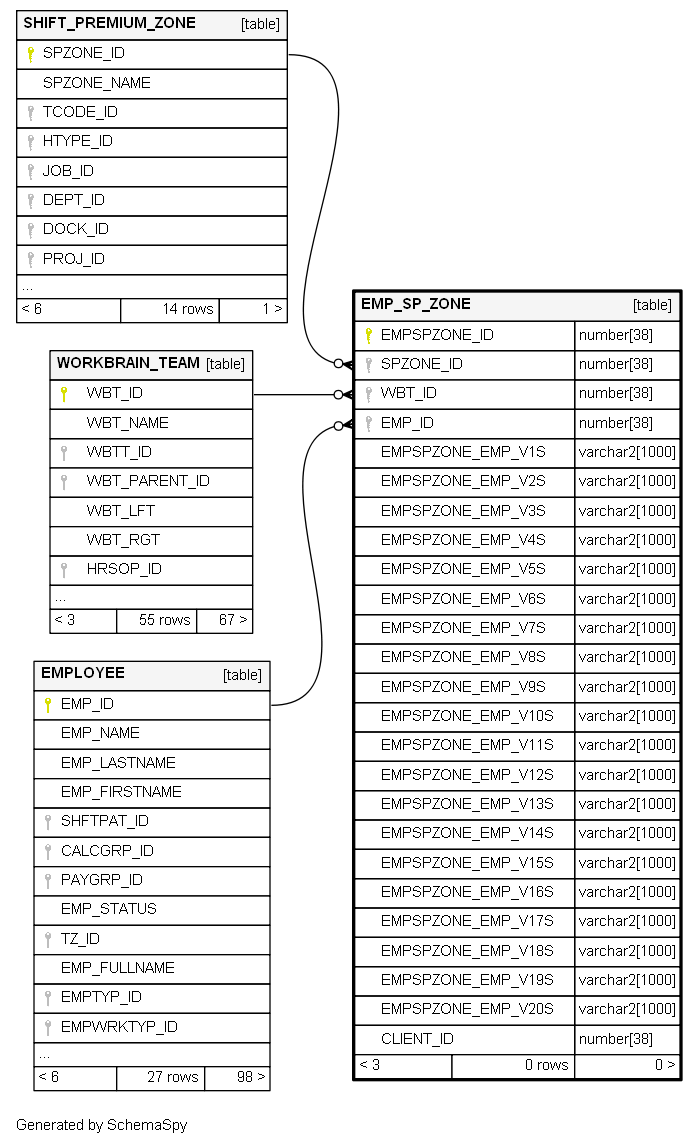 SHIFT_PREMIUM_ZONE [table]
SPZONE_ID
SPZONE_NAME
TCODE_ID
HTYPE_ID
JOB_ID
DEPT_ID
DOCK_ID
PROJ_ID
...
< 6 14 rows 1 >
WORKBRAIN_TEAM [table]
WBT_ID
WBT_NAME
WBTT_ID
WBT_PARENT_ID
WBT_LFT
WBT_RGT
HRSOP_ID
...
< 3 55 rows 67 >
EMPLOYEE [table]
EMP_ID
EMP_NAME
EMP_LASTNAME
EMP_FIRSTNAME
SHFTPAT_ID
CALCGRP_ID
PAYGRP_ID
EMP_STATUS
TZ_ID
EMP_FULLNAME
EMPTYP_ID
EMPWRKTYP_ID
...
< 6 27 rows 98 >
EMP_SP_ZONE [table]
EMPSPZONE_ID number[38]
SPZONE_ID number[38]
WBT_ID number[38]
EMP_ID number[38]
EMPSPZONE_EMP_V1S varchar2[1000]
EMPSPZONE_EMP_V2S varchar2[1000]
EMPSPZONE_EMP_V3S varchar2[1000]
EMPSPZONE_EMP_V4S varchar2[1000]
EMPSPZONE_EMP_V5S varchar2[1000]
EMPSPZONE_EMP_V6S varchar2[1000]
EMPSPZONE_EMP_V7S varchar2[1000]
EMPSPZONE_EMP_V8S varchar2[1000]
EMPSPZONE_EMP_V9S varchar2[1000]
EMPSPZONE_EMP_V10S varchar2[1000]
EMPSPZONE_EMP_V11S varchar2[1000]
EMPSPZONE_EMP_V12S varchar2[1000]
EMPSPZONE_EMP_V13S varchar2[1000]
EMPSPZONE_EMP_V14S varchar2[1000]
EMPSPZONE_EMP_V15S varchar2[1000]
EMPSPZONE_EMP_V16S varchar2[1000]
EMPSPZONE_EMP_V17S varchar2[1000]
EMPSPZONE_EMP_V18S varchar2[1000]
EMPSPZONE_EMP_V19S varchar2[1000]
EMPSPZONE_EMP_V20S varchar2[1000]
CLIENT_ID number[38]
< 3 0 rows 0 >
Generated by SchemaSpy